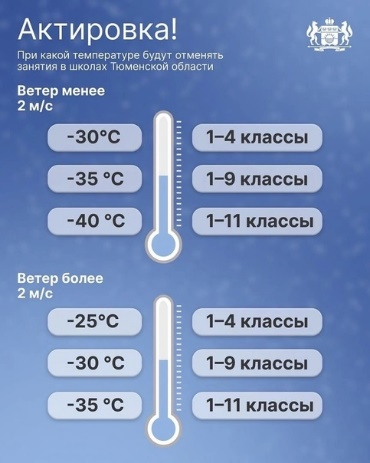 Актировка!
При какой температуре будут отменять
занятия в школах Тюменской области
Ветер менее
2 м/с
-30°C 1–4 классы
-35 °C 1–9 классы
-40 °C 1–11 классы
Ветер более
2 м/с
-25°C 1–4 классы
-30 °C 1–9 классы
-35 °C 1–11 классы